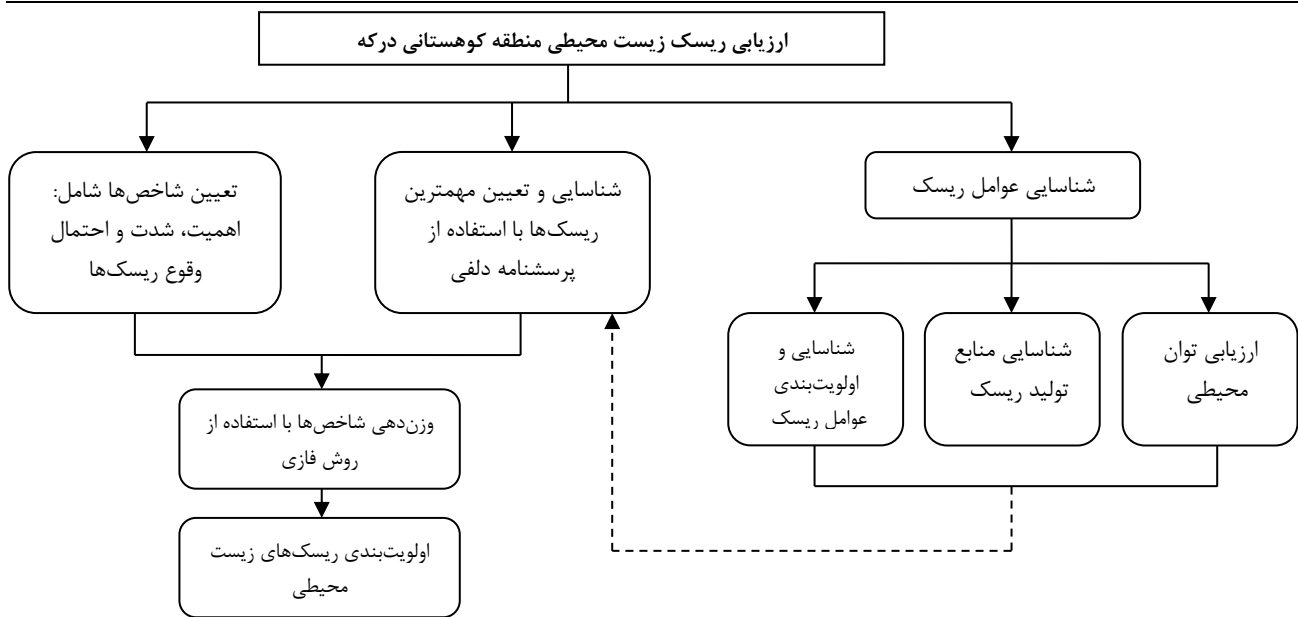 ارزیابی ریسک زیست محیطی منطقه کوهستانی درکه
شناسایی عوامل ریسک
شناسایی و تعیین مهمترین
ریسک‌ها با استفاده از
پرسشنامه دلفی
تعیین شاخص‌ها شامل:
اهمیت، شدت و احتمال
وقوع ریسک‌ها
ارزیابی توان
محیطی
شناسایی منابع
تولید ریسک
شناسایی و
اولویت‌بندی
عوامل ریسک
وزن‌دهی شاخص‌ها با استفاده از
روش فازی
اولویت‌بندی ریسک‌های زیست
محیطی